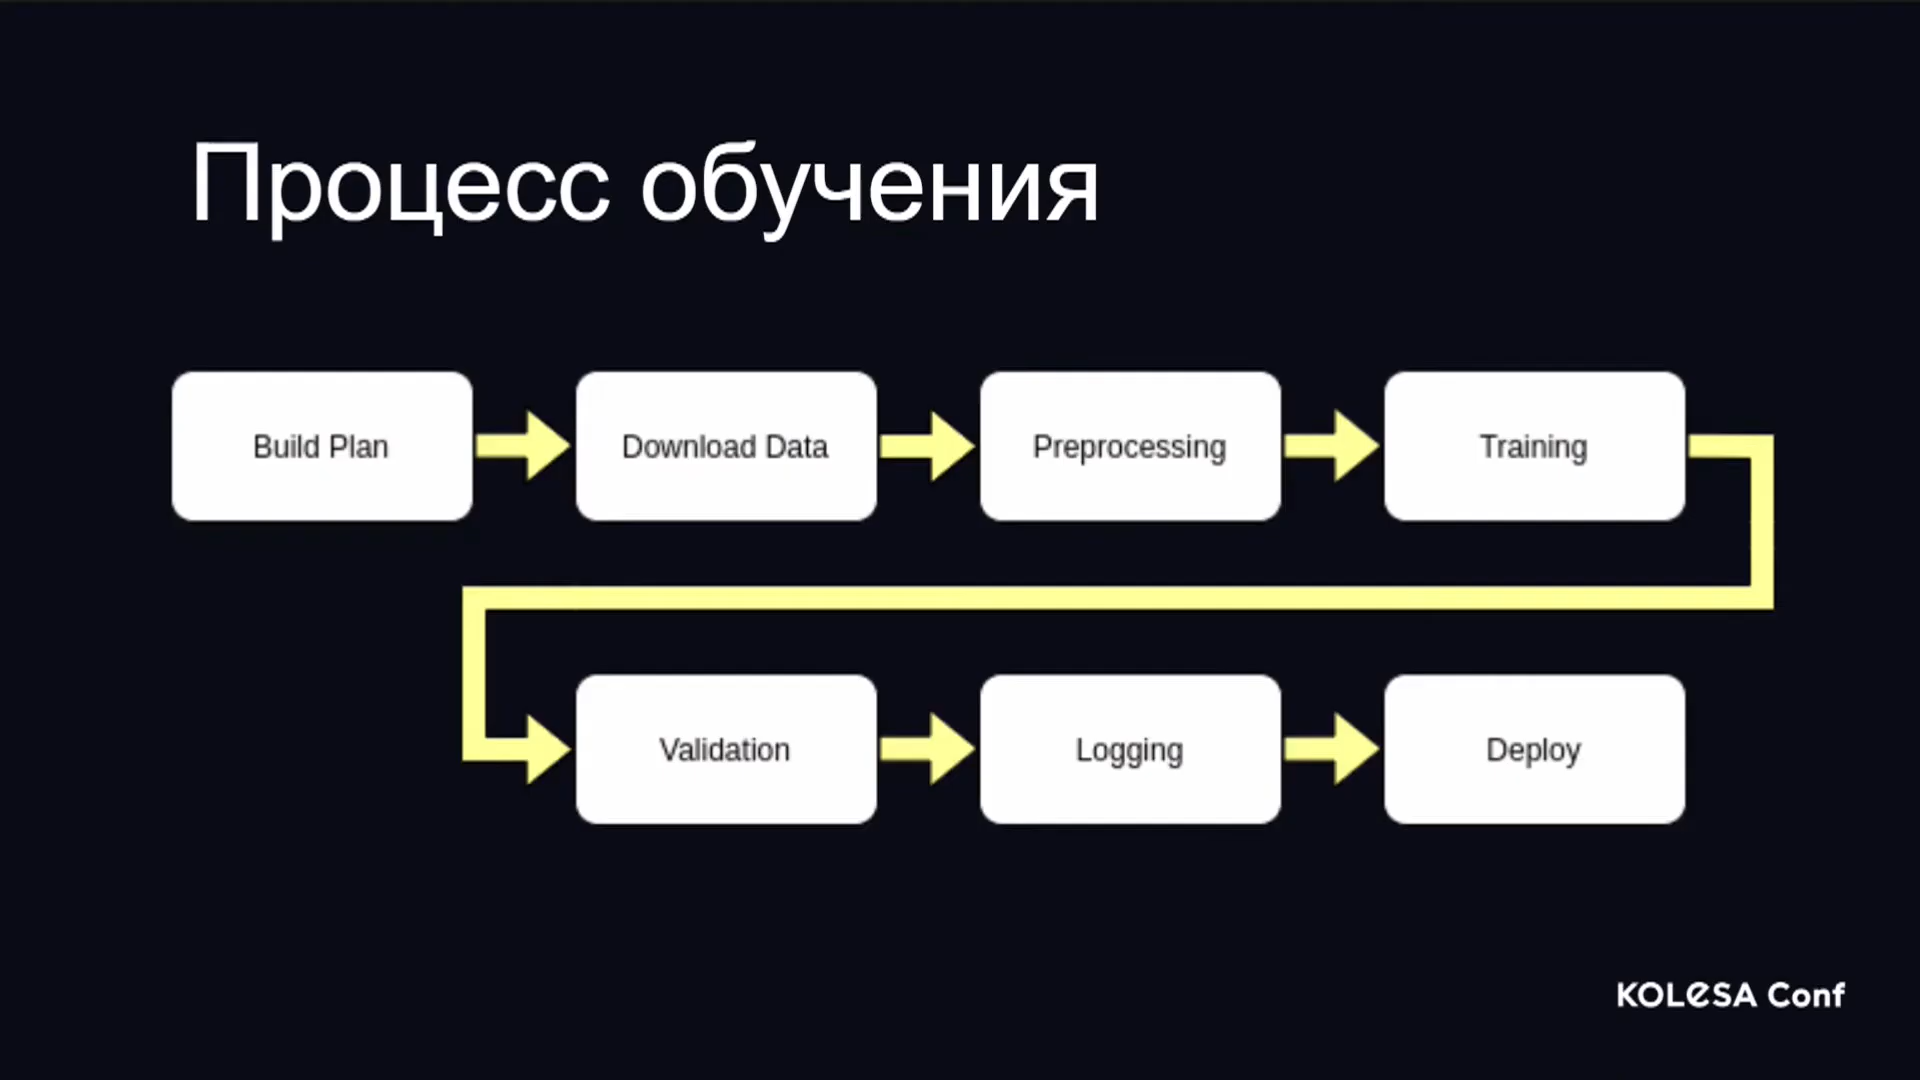 Процесс обучения
Build Plan
Download Data
Preprocessing
Training
Validation
Logging
Deploy
KOLESA Conf